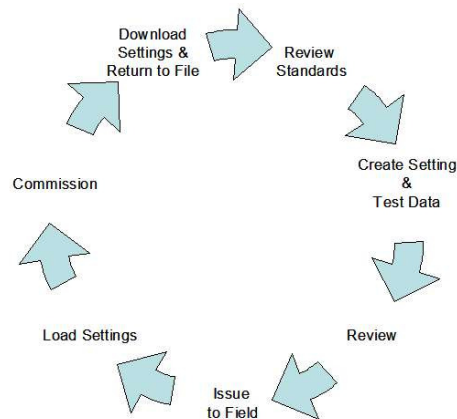 Download
Settings &
Return to File
Review
Standards
Create Setting
&
Test Data
Review
Issue
to Field
Load Settings
Commission